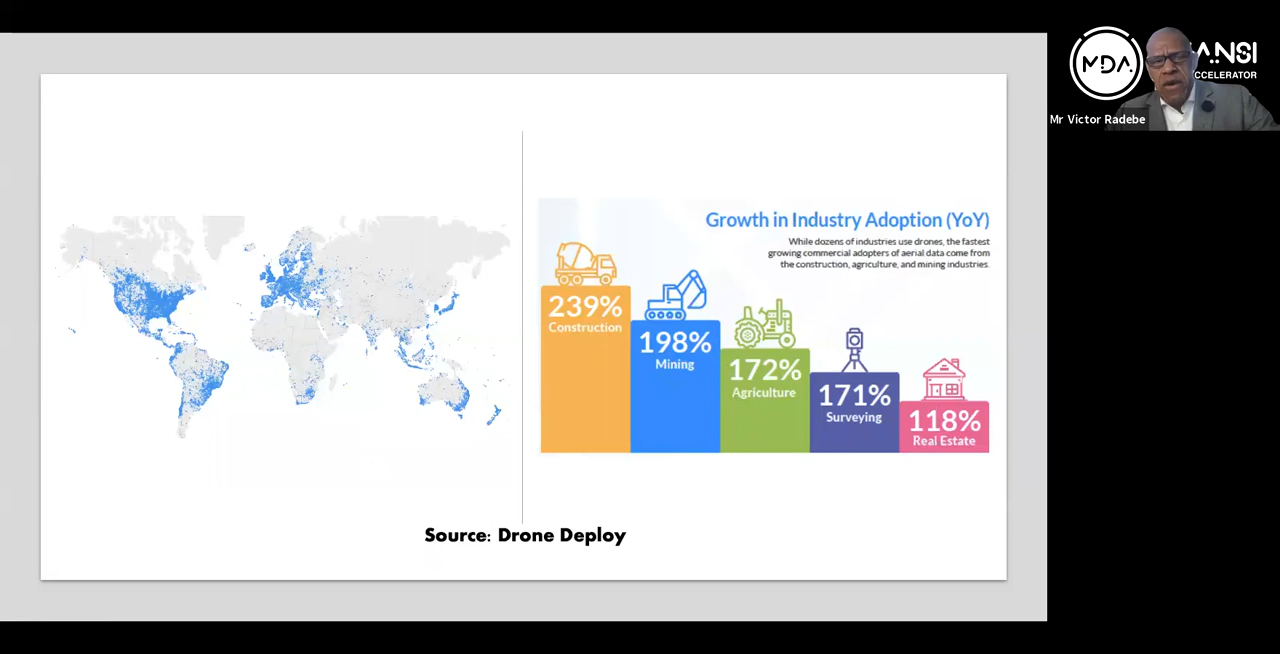 MDA
ANSI
CCELERATOR
Mr Victor Radebe
Growth in Industry Adoption (YoY)
While dozens of industries use drones, the fastest
growing commercial adopters of aerial data come from
the construction, agriculture, and mining industries.
239%
Construction
198%
Mining
172%
Agriculture
171%
Surveying
118%
Real Estate
Source: Drone Deploy